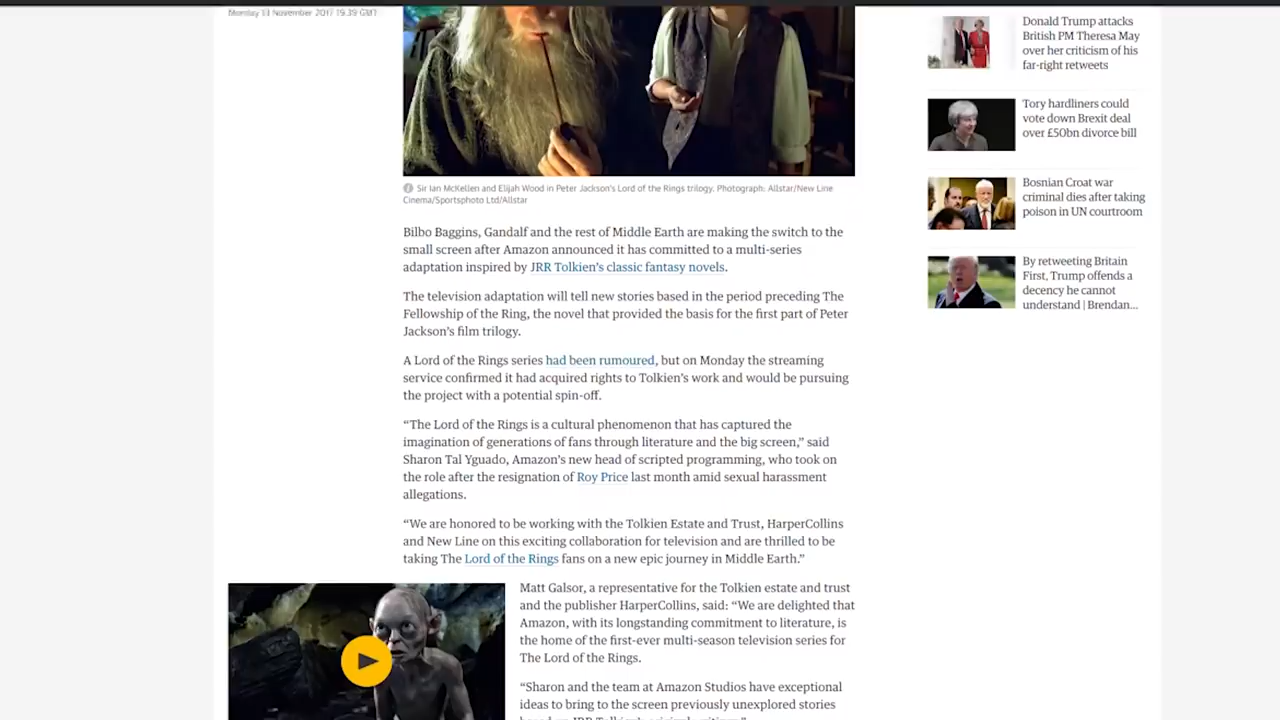 Monday 13 November 2017 19.39 GMT
Sir Ian McKellen and Elijah Wood in Peter Jackson's Lord of the Rings trilogy. Photograph: Allstar/New Line
Cinema/Sportsphoto Ltd/Allstar
Bilbo Baggins, Gandalf and the rest of Middle Earth are making the switch to the
small screen after Amazon announced it has committed to a multi-series
adaptation inspired by JRR Tolkien's classic fantasy novels.
The television adaptation will tell new stories based in the period preceding The
Fellowship of the Ring, the novel that provided the basis for the first part of Peter
Jackson's film trilogy.
A Lord of the Rings series had been rumoured, but on Monday the streaming
service confirmed it had acquired rights to Tolkien's work and would be pursuing
the project with a potential spin-off.
“The Lord of the Rings is a cultural phenomenon that has captured the
imagination of generations of fans through literature and the big screen,” said
Sharon Tal Yguado, Amazon's new head of scripted programming, who took on
the role after the resignation of Roy Price last month amid sexual harassment
allegations.
“We are honored to be working with the Tolkien Estate and Trust, HarperCollins
and New Line on this exciting collaboration for television and are thrilled to be
taking The Lord of the Rings fans on a new epic journey in Middle Earth.”
Matt Galsor, a representative for the Tolkien estate and trust
and the publisher HarperCollins, said: “We are delighted that
Amazon, with its longstanding commitment to literature, is
the home of the first-ever multi-season television series for
The Lord of the Rings.
“Sharon and the team at Amazon Studios have exceptional
ideas to bring to the screen previously unexplored stories
Donald Trump attacks
British PM Theresa May
over her criticism of his
far-right retweets
Tory hardliners could
vote down Brexit deal
over £50bn divorce bill
Bosnian Croat war
criminal dies after taking
poison in UN courtroom
By retweeting Britain
First, Trump offends a
decency he cannot
understand | Brendan...